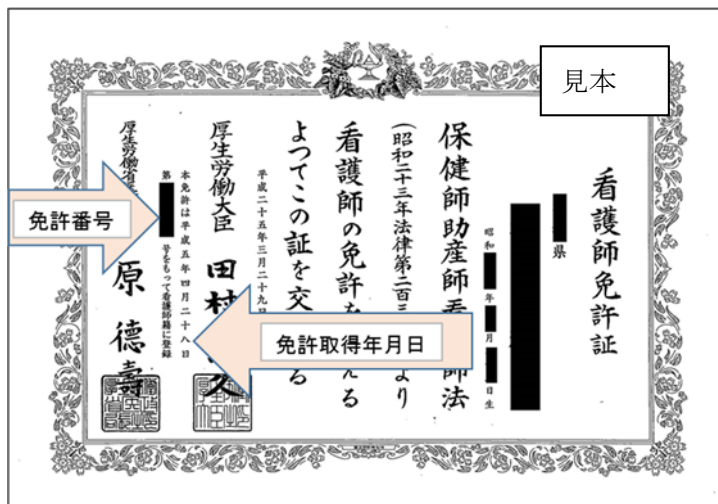 見本
看護師免許証
県
昭和 年 月 日生
保健師助産師看 師法
(昭和二十三年法律第二百三 より
看護師の免許を える
よつてこの証を交 る
平成二十五年三月二十九日
厚生労働大臣 田村 久
本免許は平成五年四月二十八日
第 号をもって看護師籍に登録
厚生労働省 原 德壽
免許番号
免許取得年月日